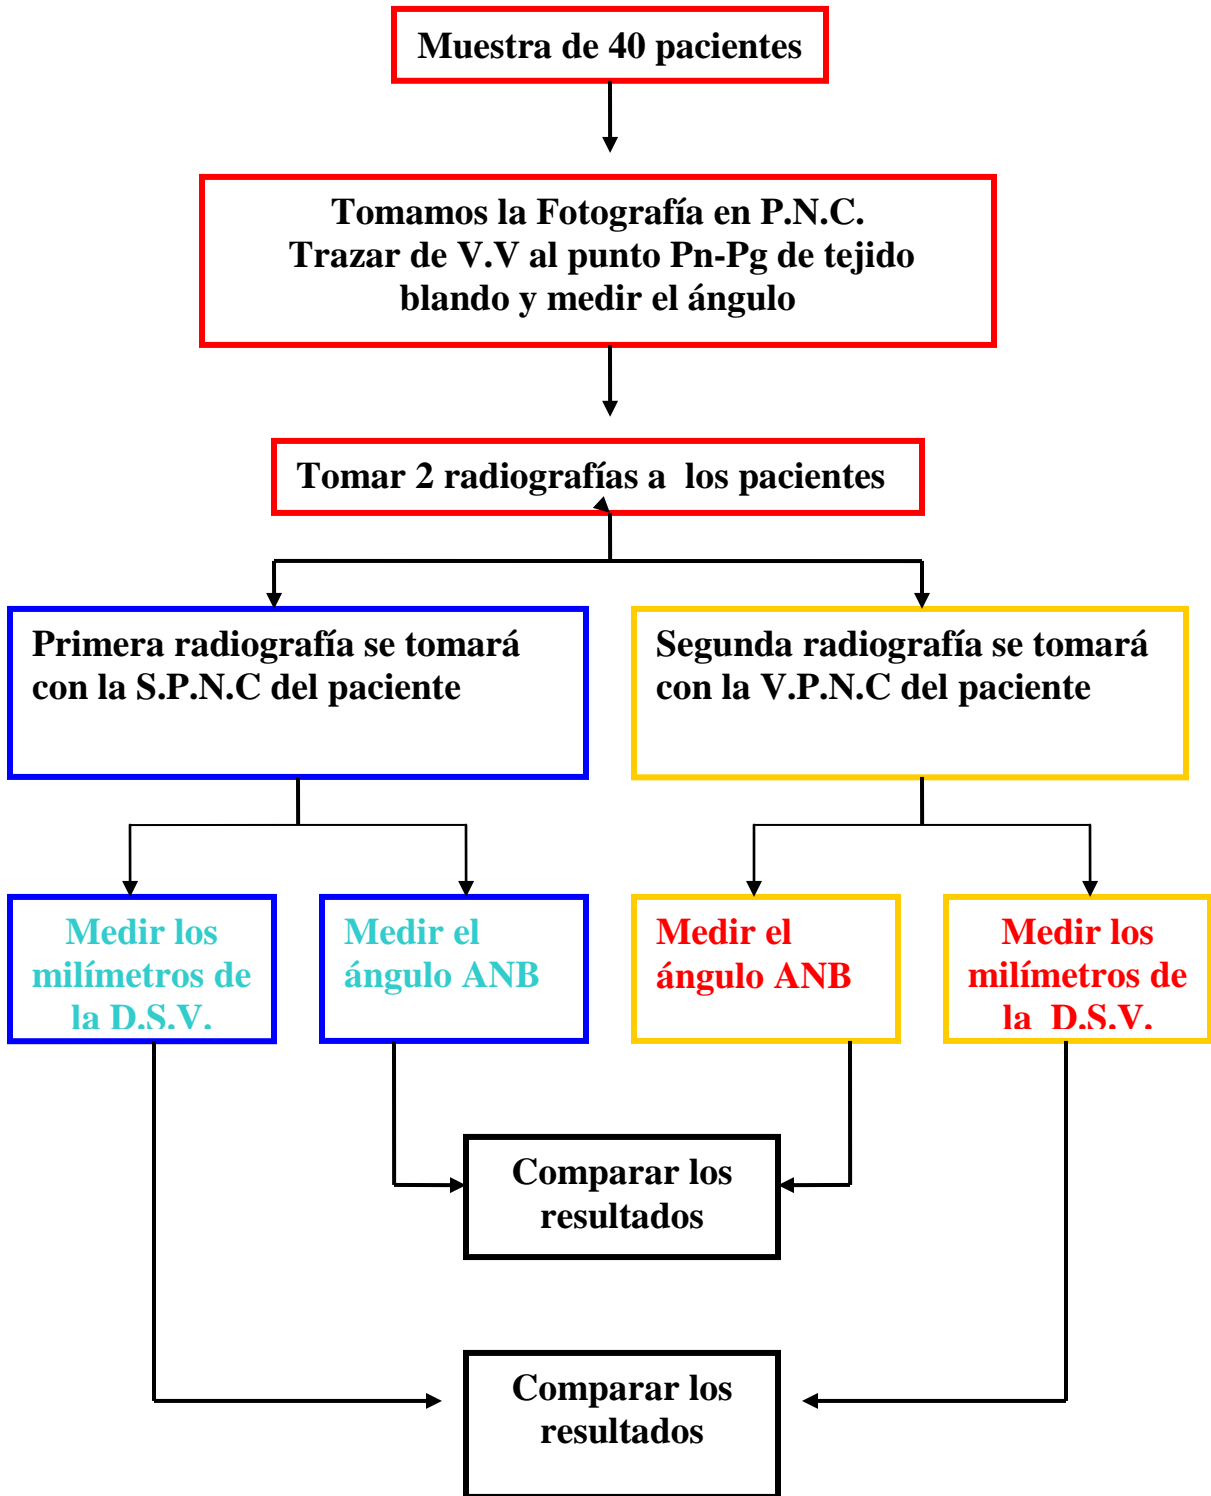 Muestra de 40 pacientes
Tomamos la Fotografía en P.N.C.
Trazar de V.V al punto Pn-Pg de tejido
blando y medir el ángulo
Tomar 2 radiografías a los pacientes
Primera radiografía se tomará
con la S.P.N.C del paciente
Segunda radiografía se tomará
con la V.P.N.C del paciente
Medir los
milímetros de
la D.S.V.
Medir el
ángulo ANB
Medir el
ángulo ANB
Medir los
milímetros de
la D.S.V.
Comparar los
resultados
Comparar los
resultados